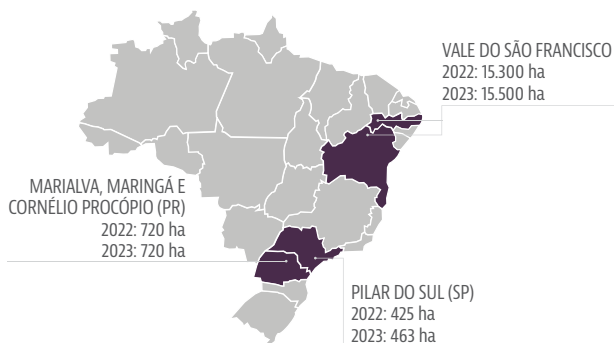 VALE DO SÃO FRANCISCO
2022: 15.300 ha
2023: 15.500 ha
MARIALVA, MARINGÁ E
CORNÉLIO PROCÓPIO (PR)
2022: 720 ha
2023: 720 ha
PILAR DO SUL (SP)
2022: 425 ha
2023: 463 ha